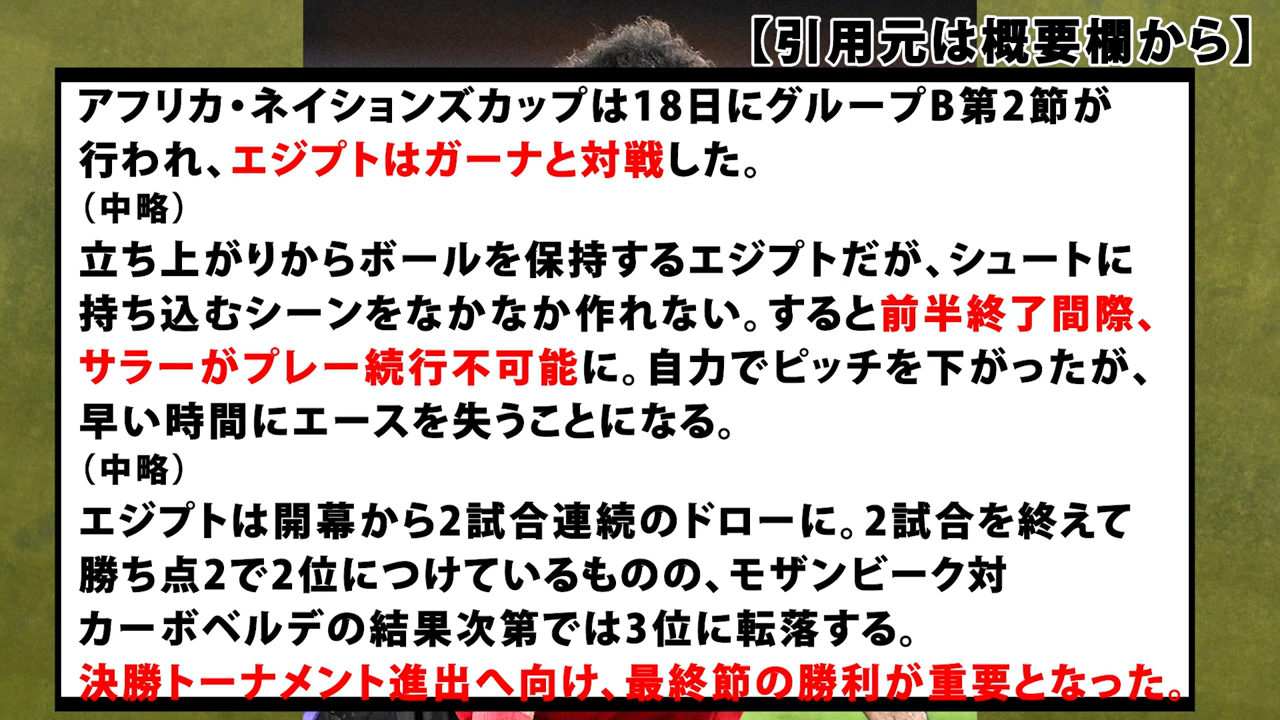 【引用元は概要欄から】
アフリカ・ネイションズカップは18日にグループB第2節が
行われ、エジプトはガーナと対戦した。
（中略）
立ち上がりからボールを保持するエジプトだが、シュートに
持ち込むシーンをなかなか作れない。すると前半終了間際、
サラーがプレー続行不可能に。自力でピッチを下がったが、
早い時間にエースを失うことになる。
（中略）
エジプトは開幕から2試合連続のドローに。2試合を終えて
勝ち点2で2位につけているものの、モザンビーク対
カーボベルデの結果次第では3位に転落する。
決勝トーナメント進出へ向け、最終節の勝利が重要となった。